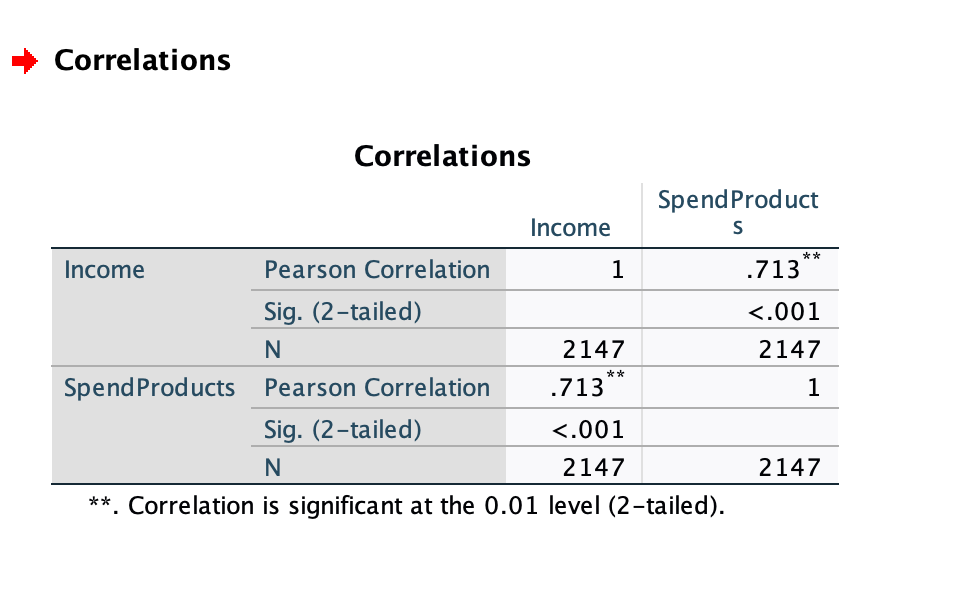 Correlations
Correlations
Income SpendProduct
s
Income Pearson Correlation 1 .713**
Sig. (2-tailed) <.001
N 2147 2147
SpendProducts Pearson Correlation .713** 1
Sig. (2-tailed) <.001
N 2147 2147
**. Correlation is significant at the 0.01 level (2-tailed).